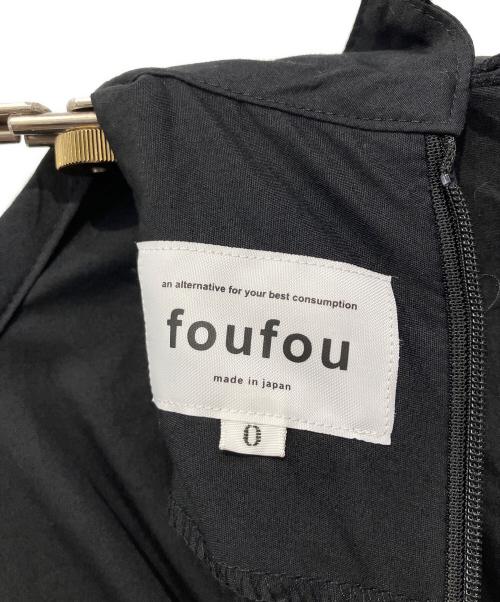 an alternative for your best consumption
foufou
made in japan
0